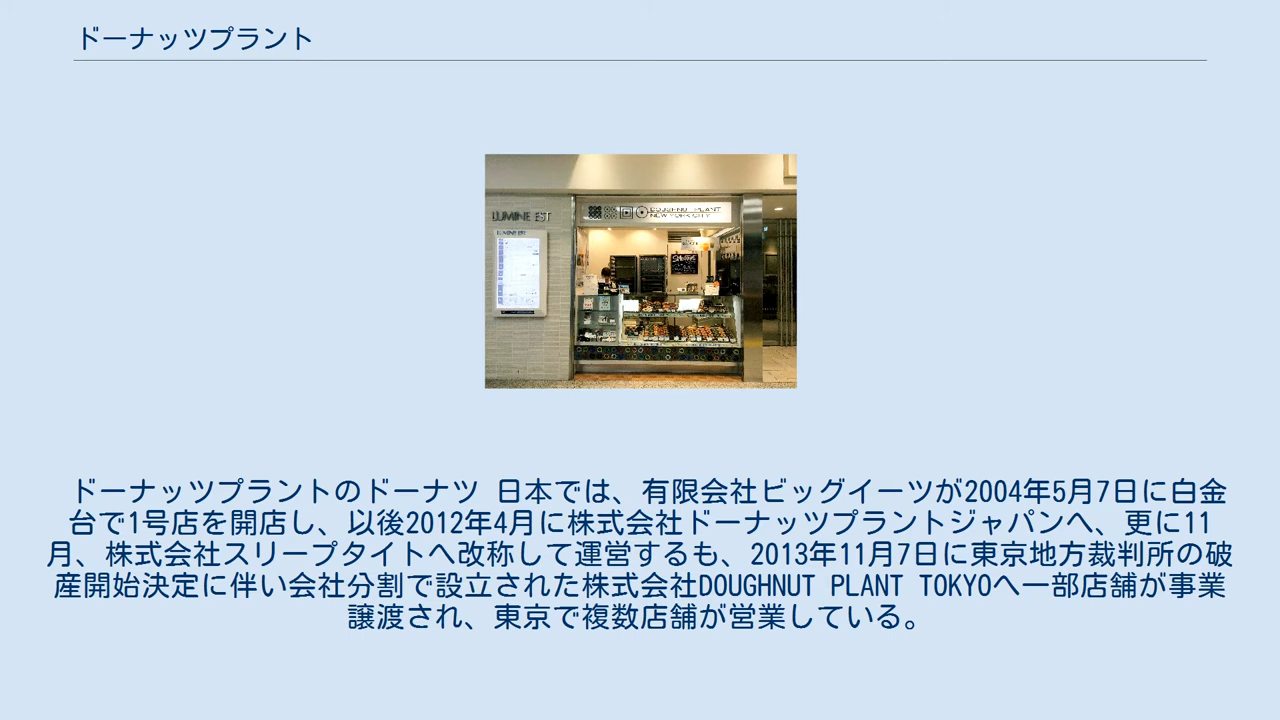 ドーナッツプラント
LUMINE EST
LUMINE EST
DOUGHNUT PLANT
NEW YORK CITY
ドーナッツプラントのドーナツ 日本では、有限会社ビッグイーツが2004年5月7日に白金
台で1号店を開店し、以後2012年4月に株式会社ドーナッツプラントジャパンへ、更に11
月、株式会社スリープタイトへ改称して運営するも、2013年11月7日に東京地方裁判所の破
産開始決定に伴い会社分割で設立された株式会社DOUGHNUT PLANT TOKYOへ一部店舗が事業
譲渡され、東京で複数店舗が営業している。